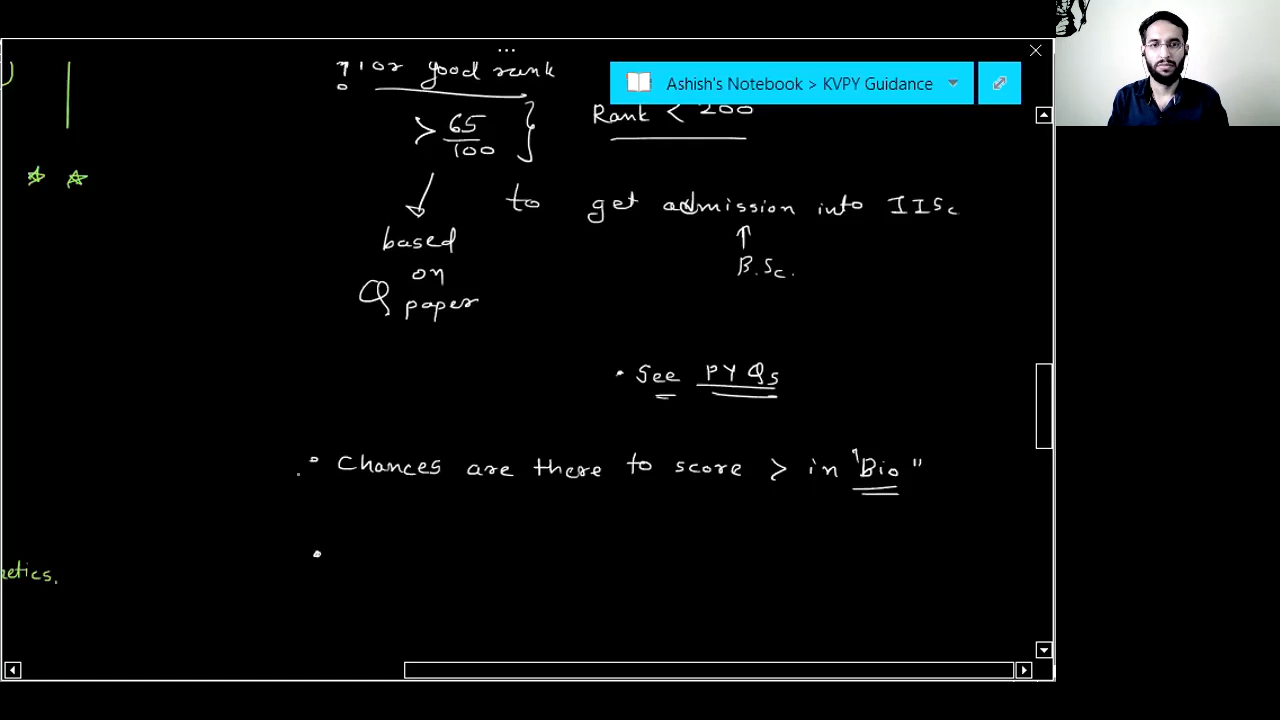 for good rank
Ashish's Notebook > KVPY Guidance
> 65/100
Rank < 200
to get admission into IISc
B.Sc.
based
on
Q paper
• See PYQs
• Chances are there to score > in "Bio"
•
netics.